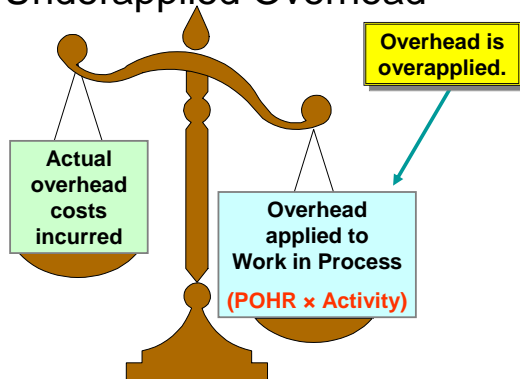 Underapplied Overhead
Overhead is
overapplied.
Actual
overhead
costs
incurred
Overhead
applied to
Work in Process
(POHR × Activity)